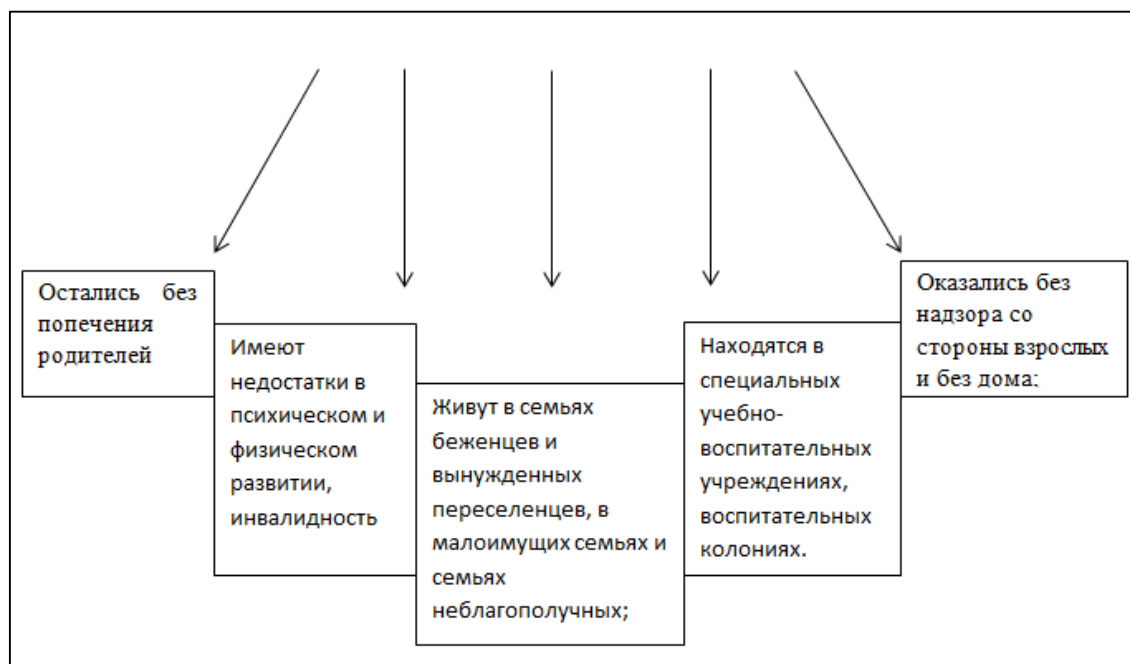 Остались без
попечения
родителей
Имеют
недостатки в
психическом и
физическом
развитии,
инвалидность
Живут в семьях
беженцев и
вынужденных
переселенцев, в
малоимущих семьях и
семьях
неблагополучных;
Находятся в
специальных
учебно-
воспитательных
учреждениях,
воспитательных
колониях.
Оказались без
надзора со
стороны взрослых
и без дома;